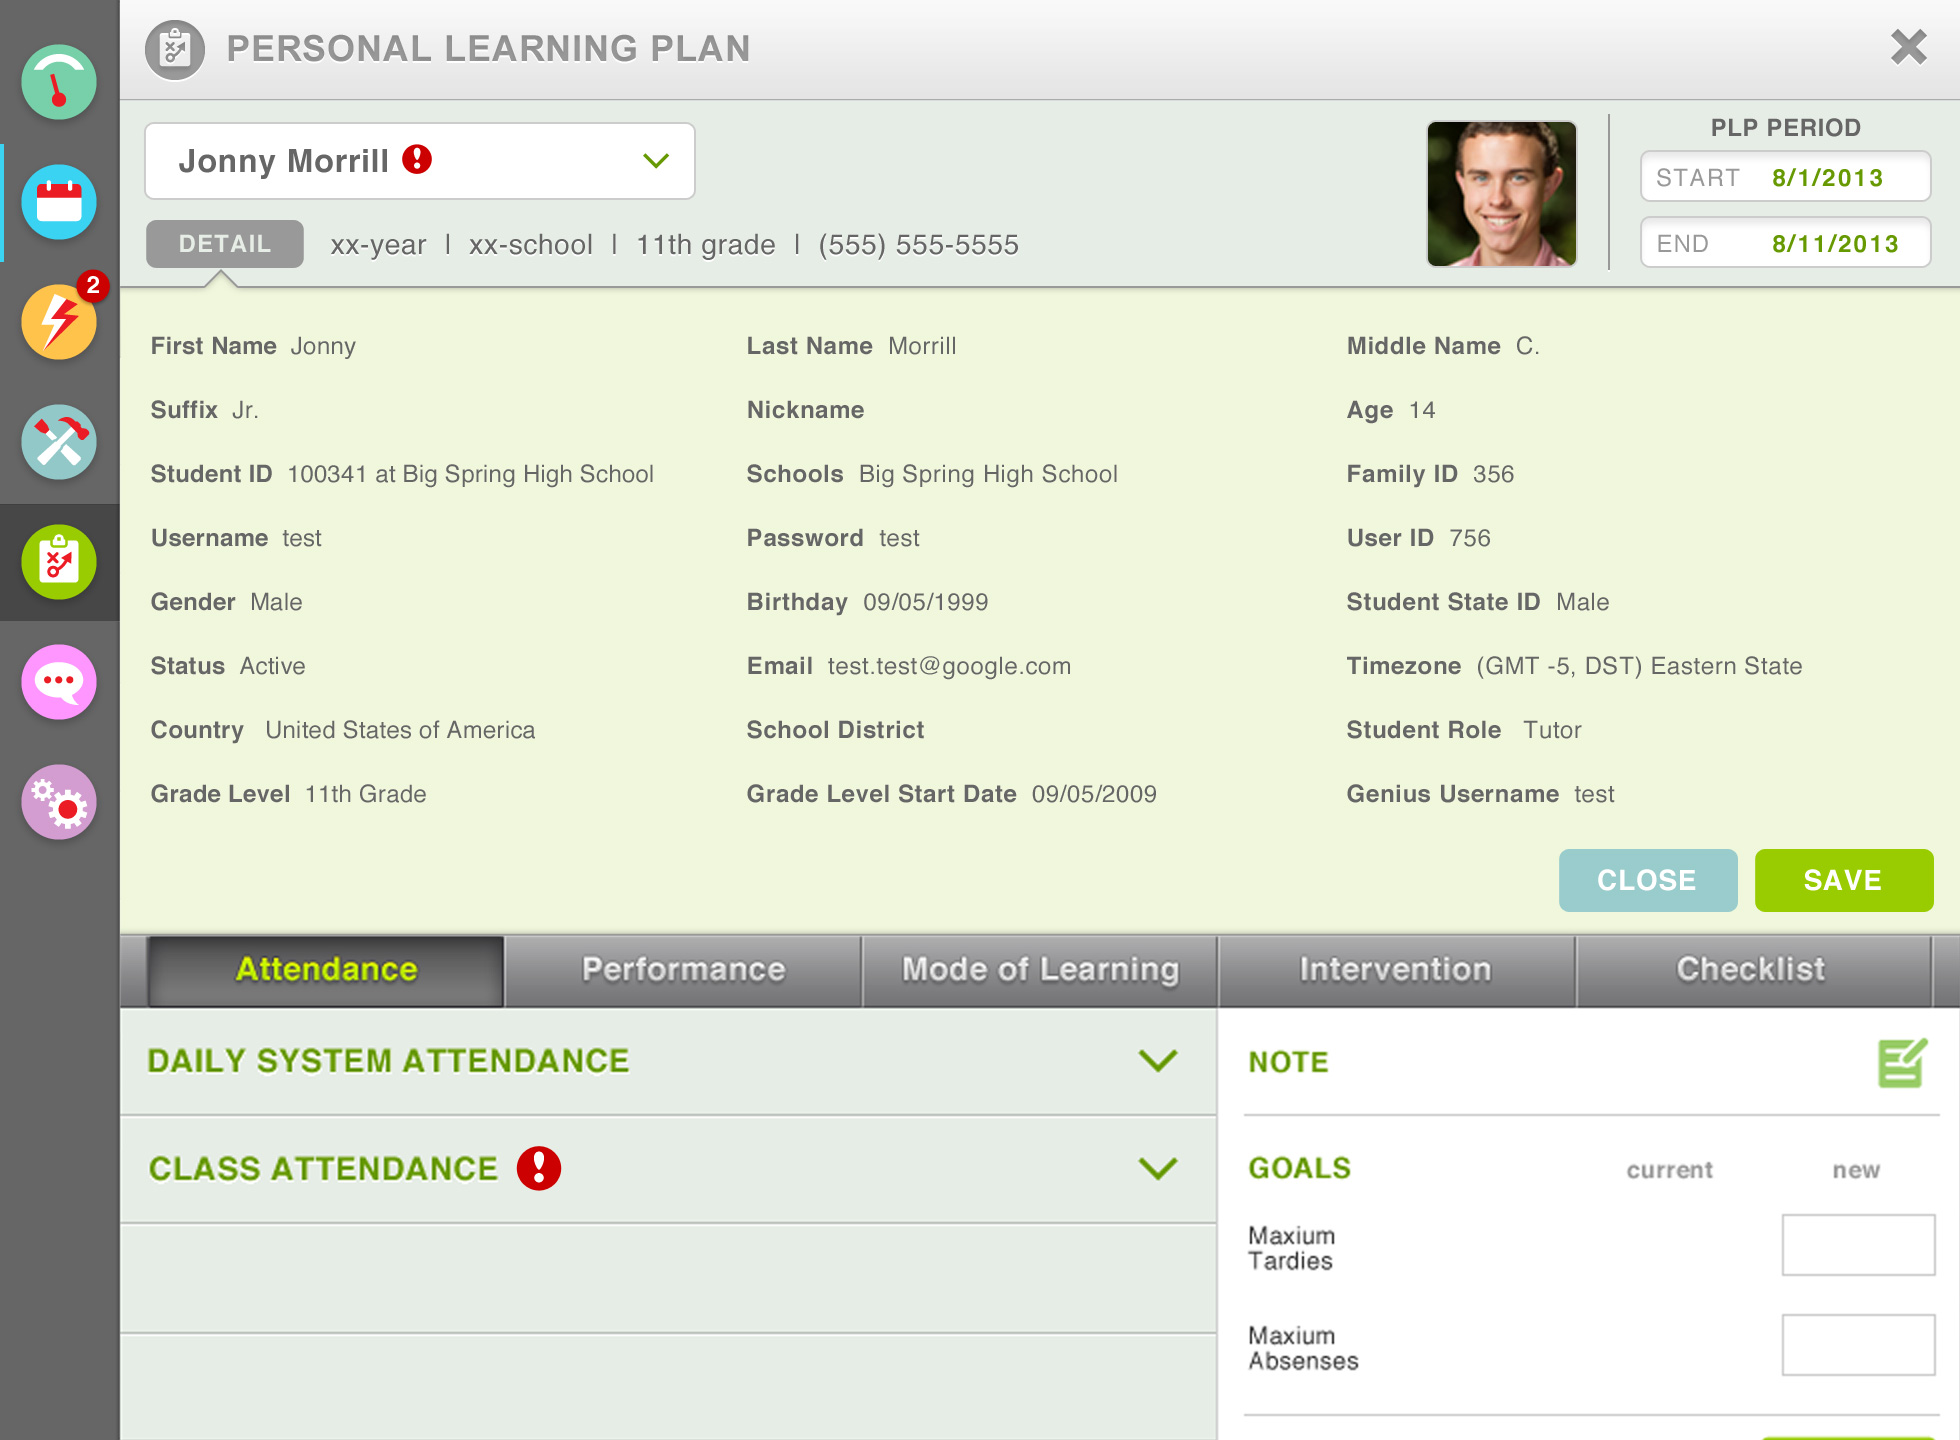 PERSONAL LEARNING PLAN
Jonny Morrill
PLP PERIOD
START 8/1/2013
END 8/11/2013
DETAIL xx-year | xx-school | 11th grade | (555) 555-5555
2
First Name Jonny Last Name Morrill Middle Name C.
Suffix Jr. Nickname Age 14
Student ID 100341 at Big Spring High School Schools Big Spring High School Family ID 356
Username test Password test User ID 756
Gender Male Birthday 09/05/1999 Student State ID Male
Status Active Email test.test@google.com Timezone (GMT -5, DST) Eastern State
Country United States of America School District Student Role Tutor
Grade Level 11th Grade Grade Level Start Date 09/05/2009 Genius Username test
CLOSE SAVE
Attendance Performance Mode of Learning Intervention Checklist
DAILY SYSTEM ATTENDANCE
CLASS ATTENDANCE
NOTE
GOALS current new
Maxium
Tardies
Maxium
Absenses